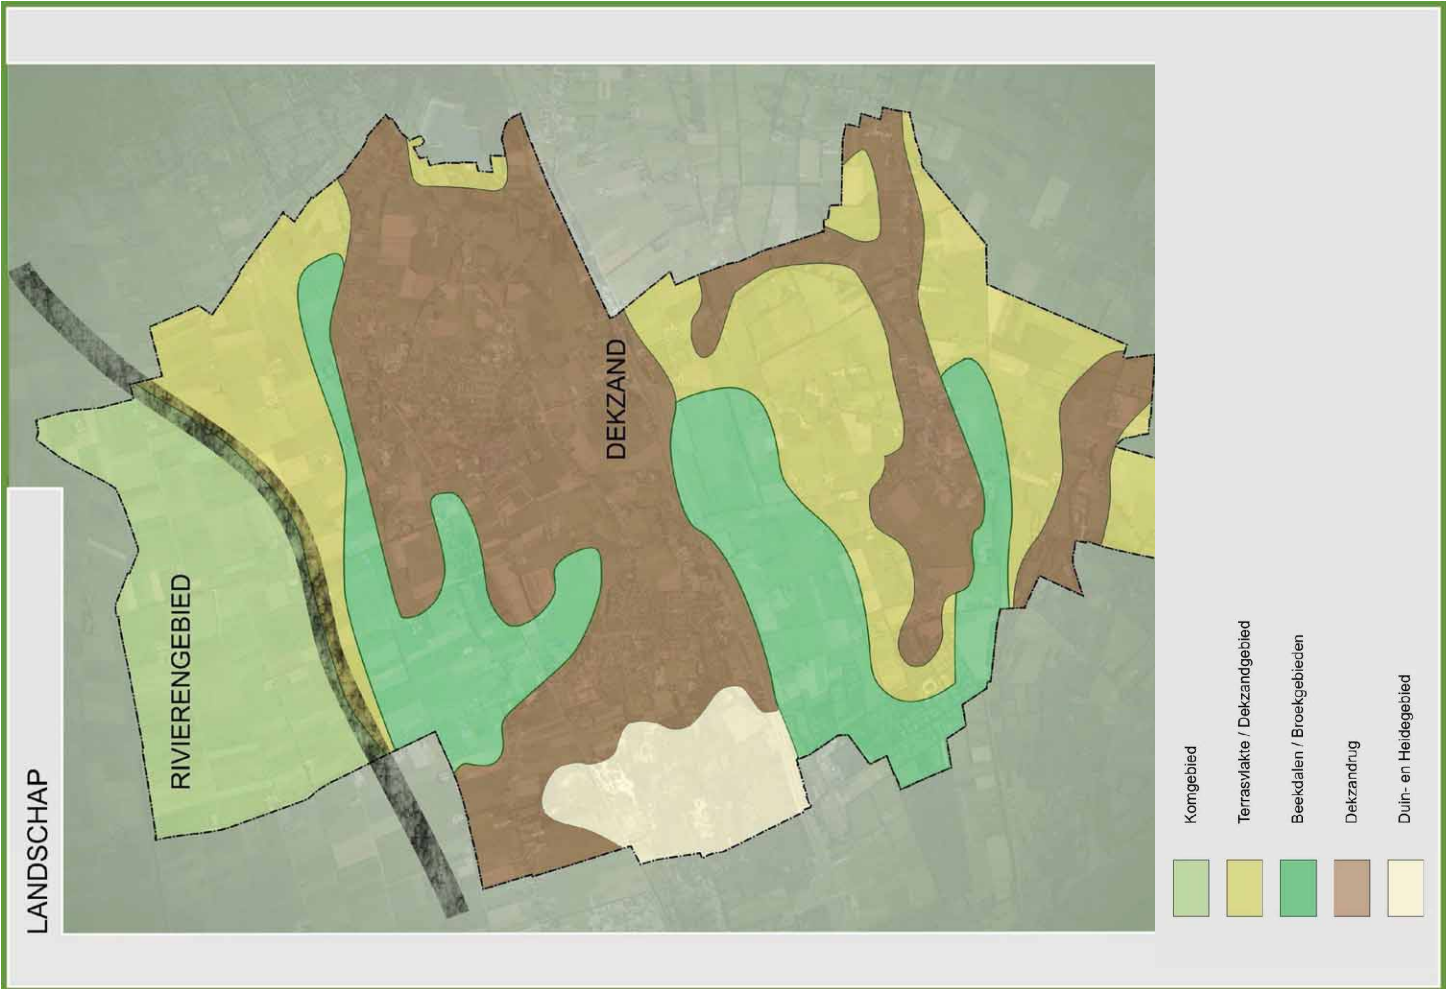 LANDSCHAP
RIVIERENGEBIED
DEKZAND
Komgebied
Terrasvlakte / Dekzandgebied
Beekdalen / Broekgebieden
Dekzandrug
Duin- en Heidegebied